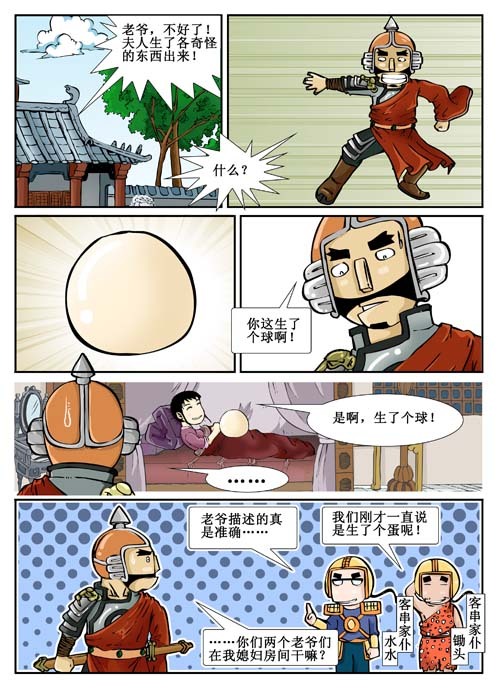 老爷，不好了！
夫人生了各奇怪
的东西出来！
什么？
你这生了
个球啊！
是啊，生了个球！
……
老爷描述的真
是准确……
我们刚才一直说
是生了个蛋呢！
……你们两个老爷们
在我媳妇房间干嘛？
客串家仆
水水
客串家仆
锄头